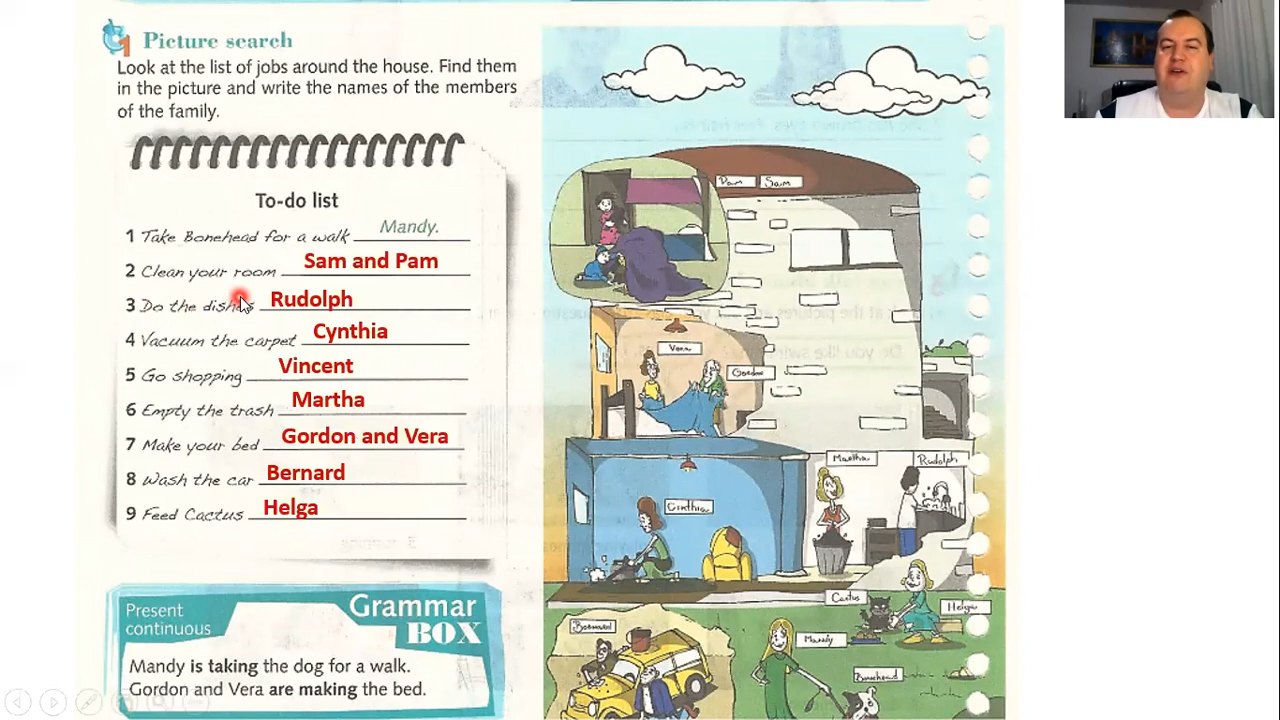 Picture search
Look at the list of jobs around the house. Find them
in the picture and write the names of the members
of the family.
To-do list
1 Take Bonehead for a walk Mandy.
2 Clean your room Sam and Pam
3 Do the dishes Rudolph
4 Vacuum the carpet Cynthia
5 Go shopping Vincent
6 Empty the trash Martha
7 Make your bed Gordon and Vera
8 Wash the car Bernard
9 Feed Cactus Helga
Present
continuous
Grammar
BOX
Mandy is taking the dog for a walk.
Gordon and Vera are making the bed.
Pam Sam
Vera
Gordon
Martha
Rudolph
Cinthia
Cactus
Helga
Bernard
Mandy
Bonehead